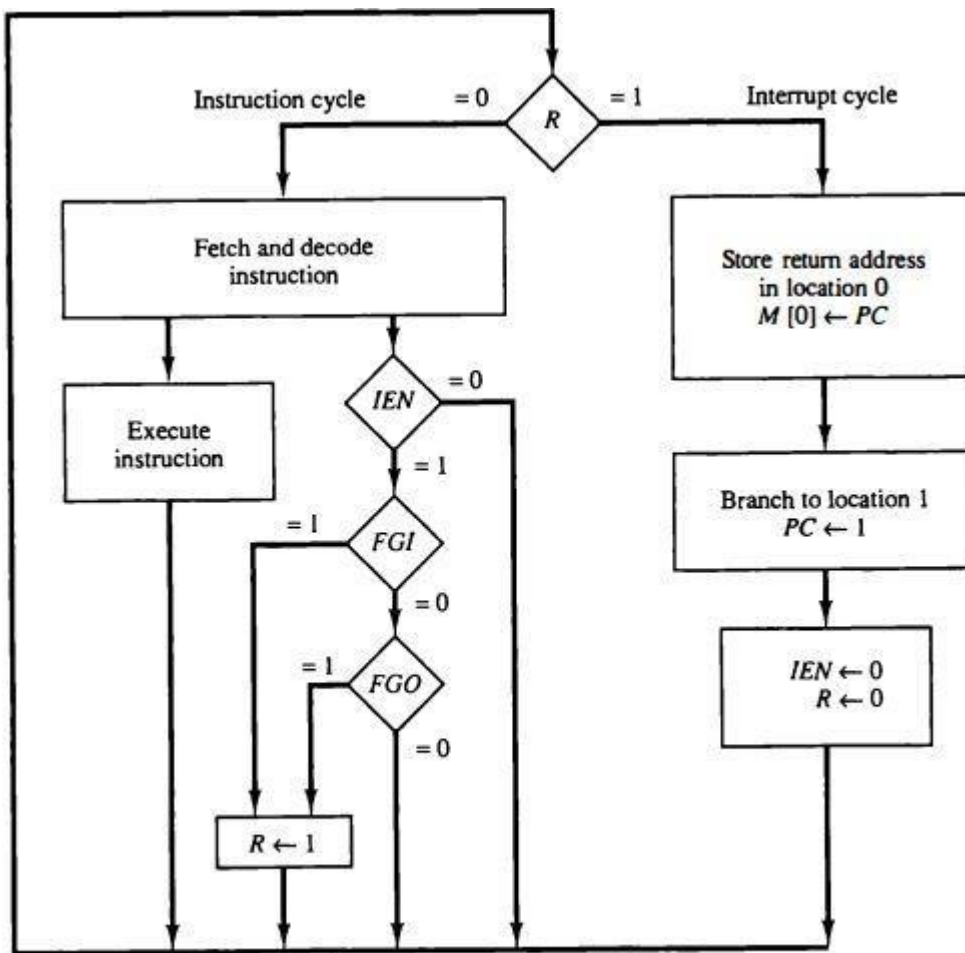 Instruction cycle
= 0
R
= 1
Interrupt cycle
Fetch and decode
instruction
Store return address
in location 0
M [0] ← PC
= 0
IEN
Execute
instruction
= 1
Branch to location 1
PC ← 1
= 1
FGI
= 0
IEN ← 0
R ← 0
= 1
FGO
= 0
R ← 1